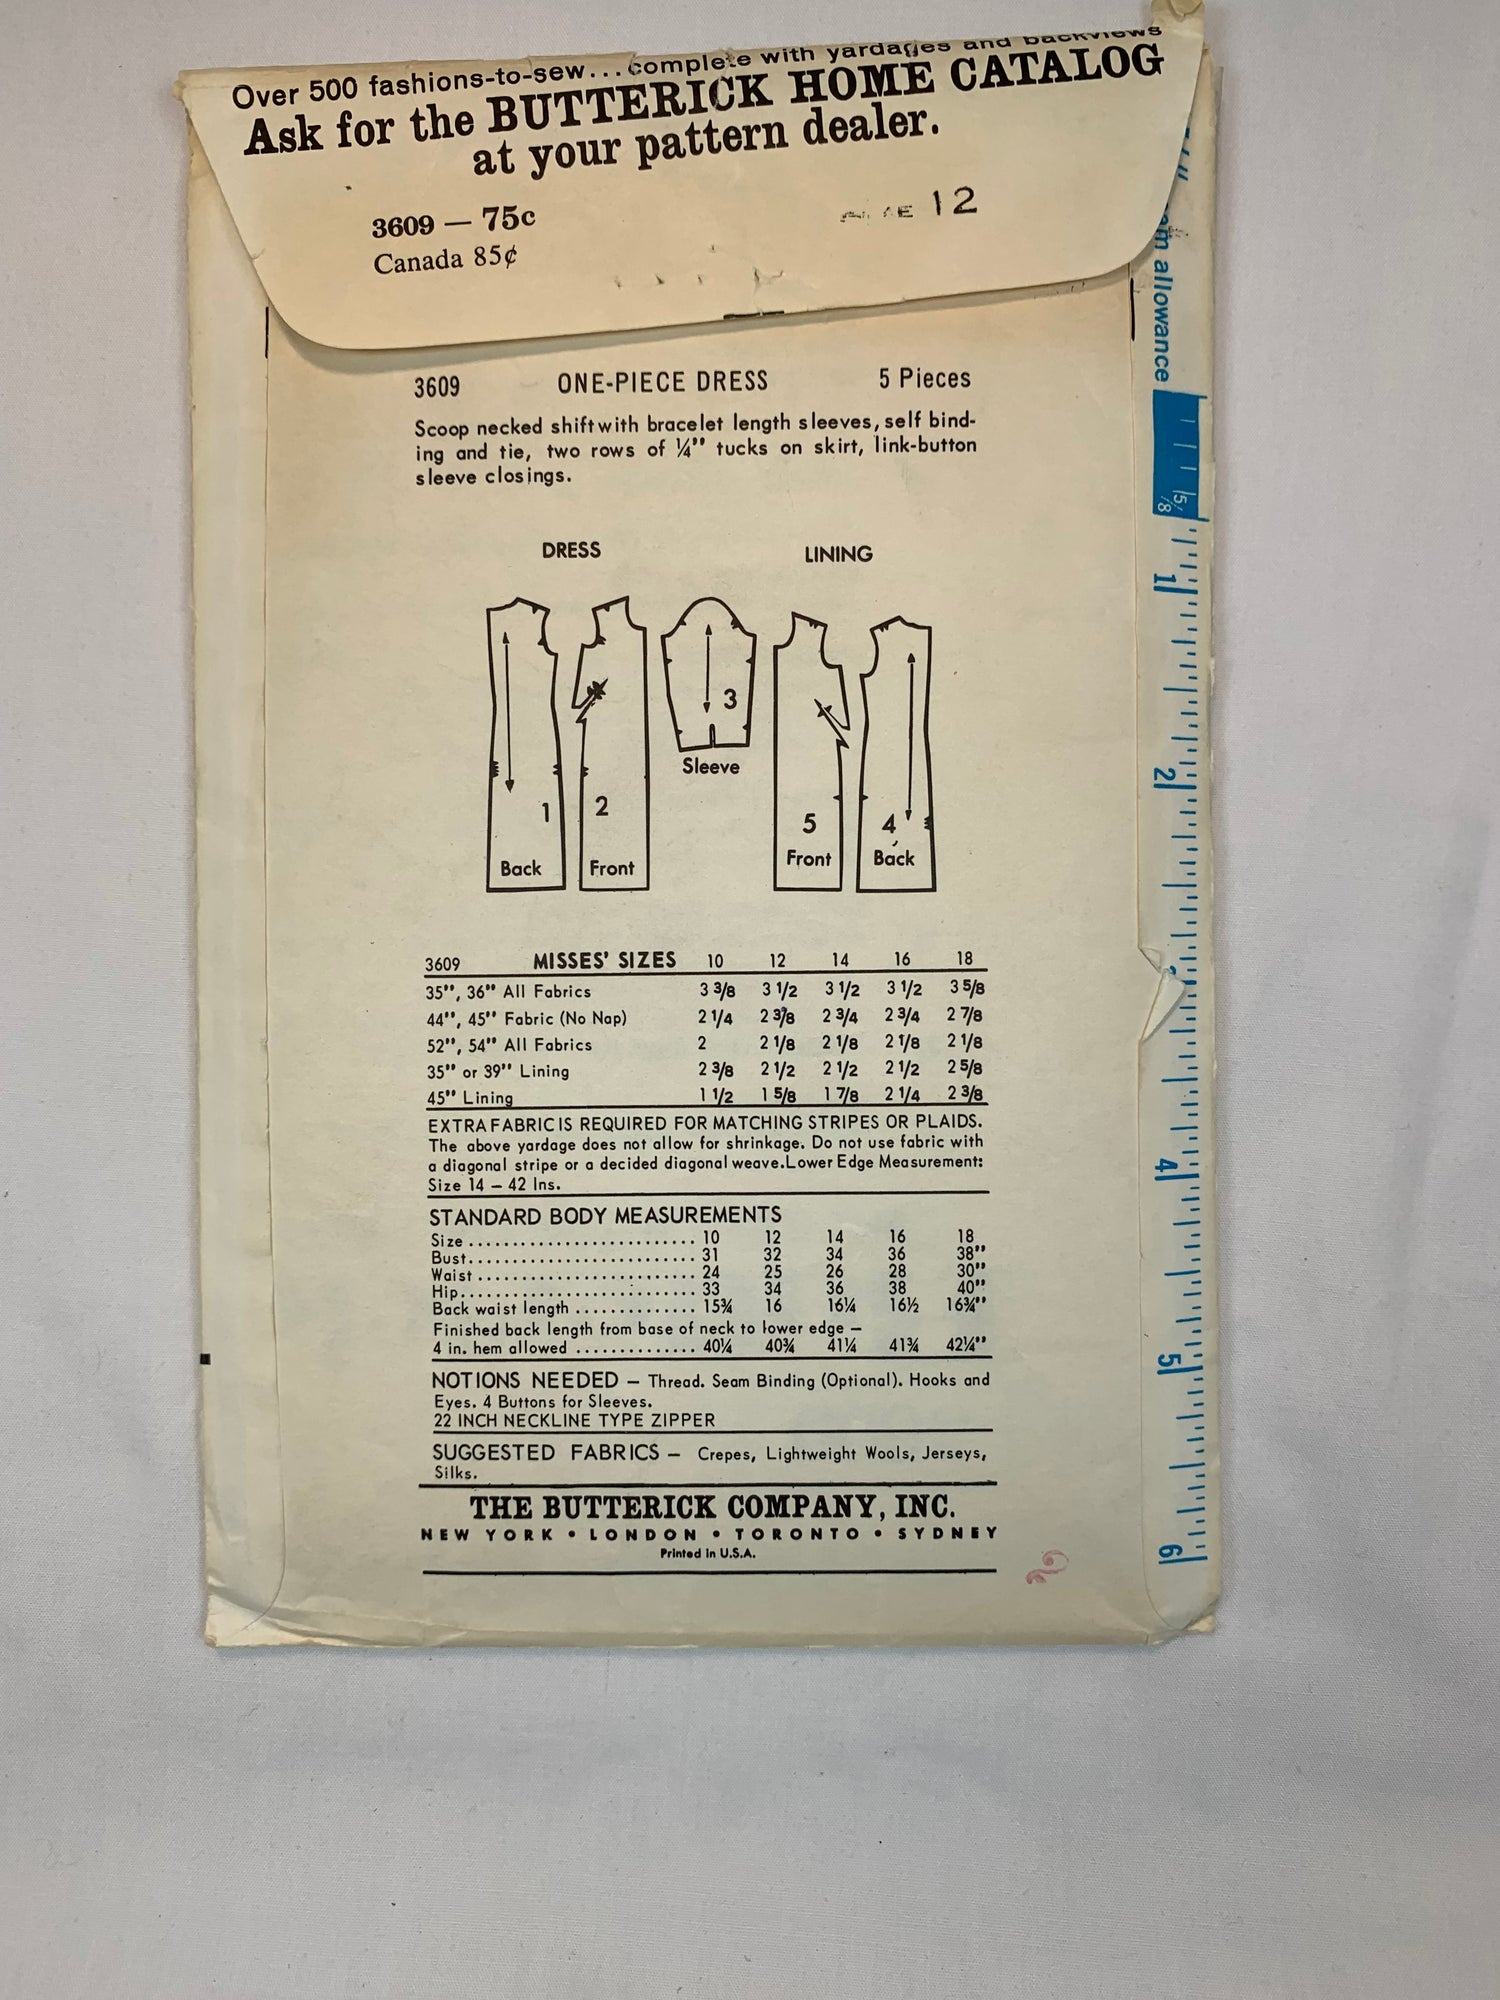 Over 500 fashions-to-sew...complete with yardages and backviews
Ask for the BUTTERICK HOME CATALOG
at your pattern dealer.
3609 — 75c
12
Canada 85¢
allowance
3609 ONE-PIECE DRESS 5 Pieces
Scoop necked shift with bracelet length sleeves, self bind-
ing and tie, two rows of ¼" tucks on skirt, link-button
sleeve closings.
DRESS LINING
1 Back
2 Front
3
Sleeve
5 Front
4 Back
3609 MISSES' SIZES 10 12 14 16 18
35", 36" All Fabrics 3 3/8 3 1/2 3 1/2 3 1/2 3 5/8
44", 45" Fabric (No Nap) 2 1/4 2 3/8 2 3/4 2 3/4 2 7/8
52", 54" All Fabrics 2 2 1/8 2 1/8 2 1/8 2 1/8
35" or 39" Lining 2 3/8 2 1/2 2 1/2 2 1/2 2 5/8
45" Lining 1 1/2 1 5/8 1 7/8 2 1/4 2 3/8
EXTRA FABRIC IS REQUIRED FOR MATCHING STRIPES OR PLAIDS.
The above yardage does not allow for shrinkage. Do not use fabric with
a diagonal stripe or a decided diagonal weave. Lower Edge Measurement:
Size 14 – 42 Ins.
STANDARD BODY MEASUREMENTS
Size .......................... 10 12 14 16 18
Bust.......................... 31 32 34 36 38"
Waist ......................... 24 25 26 28 30"
Hip........................... 33 34 36 38 40"
Back waist length .............. 15¾ 16 16¼ 16½ 16¾"
Finished back length from base of neck to lower edge –
4 in. hem allowed .............. 40¼ 40¾ 41¼ 41¾ 42¼"
NOTIONS NEEDED – Thread. Seam Binding (Optional). Hooks and
Eyes. 4 Buttons for Sleeves.
22 INCH NECKLINE TYPE ZIPPER
SUGGESTED FABRICS – Crepes, Lightweight Wools, Jerseys,
Silks.
THE BUTTERICK COMPANY, INC.
NEW YORK • LONDON • TORONTO • SYDNEY
Printed in U.S.A.
5/8
1
2
4
5
6